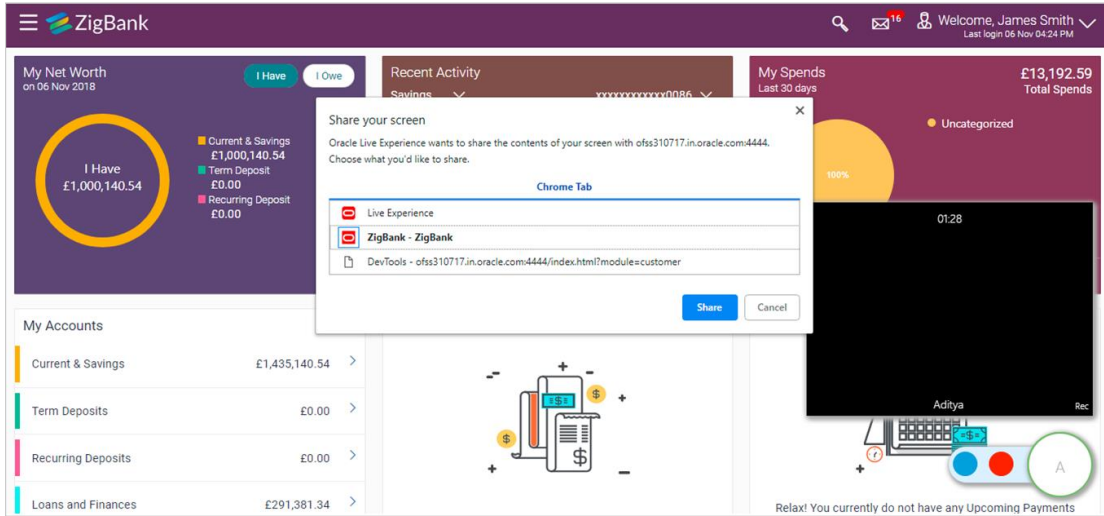 ZigBank
16
Welcome, James Smith
Last login 06 Nov 04:24 PM
My Net Worth
on 06 Nov 2018
I Have
I Owe
I Have
£1,000,140.54
Current & Savings
£1,000,140.54
Term Deposit
£0.00
Recurring Deposit
£0.00
Recent Activity
Savings
xxxxxxxxxxxx0086
My Spends
Last 30 days
£13,192.59
Total Spends
Uncategorized
100%
Share your screen
Oracle Live Experience wants to share the contents of your screen with ofss310717.in.oracle.com:4444.
Choose what you'd like to share.
Chrome Tab
Live Experience
ZigBank - ZigBank
DevTools - ofss310717.in.oracle.com:4444/index.html?module=customer
Share
Cancel
01:28
Aditya
Rec
A
My Accounts
Current & Savings £1,435,140.54
Term Deposits £0.00
Recurring Deposits £0.00
Loans and Finances £291,381.34
$
=$=
$
$
=$=
Relax! You currently do not have any Upcoming Payments